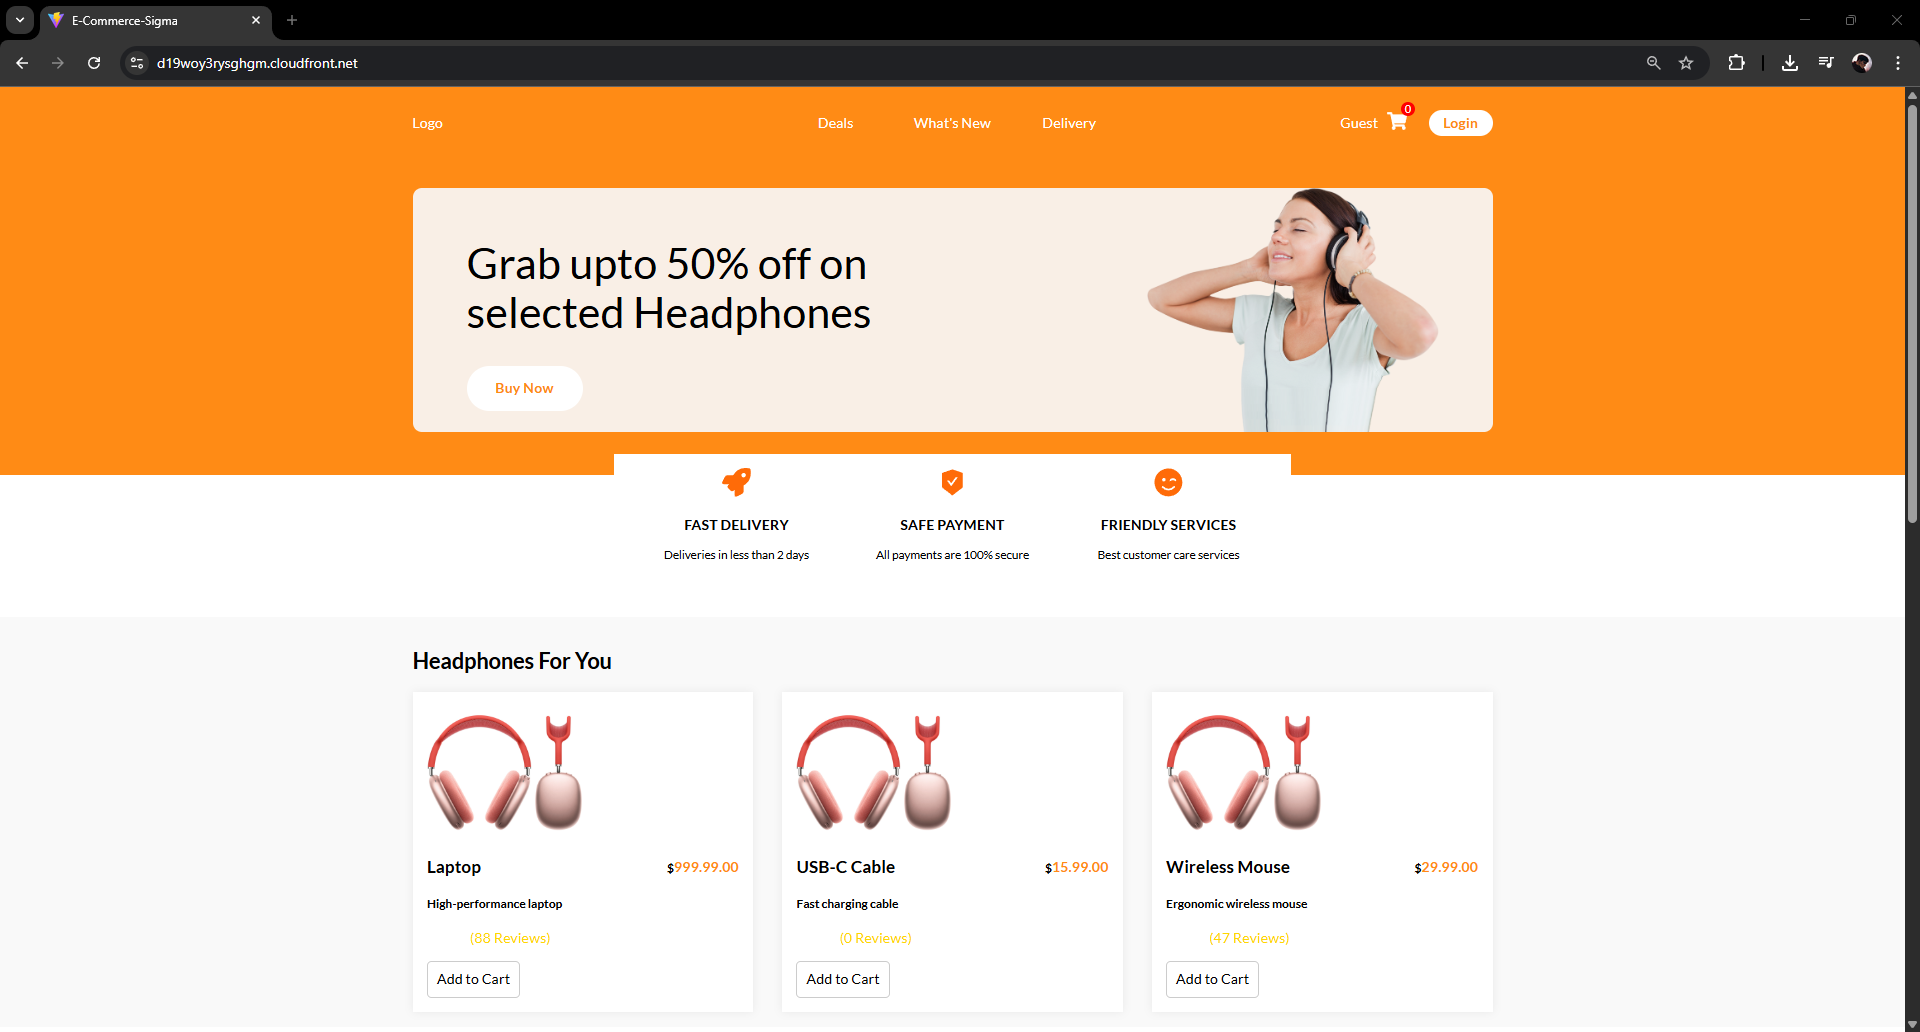 E-Commerce-Sigma
d19woy3rysghgm.cloudfront.net
Logo
Deals
What's New
Delivery
Guest
0
Login
Grab upto 50% off on
selected Headphones
Buy Now
FAST DELIVERY
SAFE PAYMENT
FRIENDLY SERVICES
Deliveries in less than 2 days
All payments are 100% secure
Best customer care services
Headphones For You
Laptop
$999.99.00
High-performance laptop
(88 Reviews)
Add to Cart
USB-C Cable
$15.99.00
Fast charging cable
(0 Reviews)
Add to Cart
Wireless Mouse
$29.99.00
Ergonomic wireless mouse
(47 Reviews)
Add to Cart